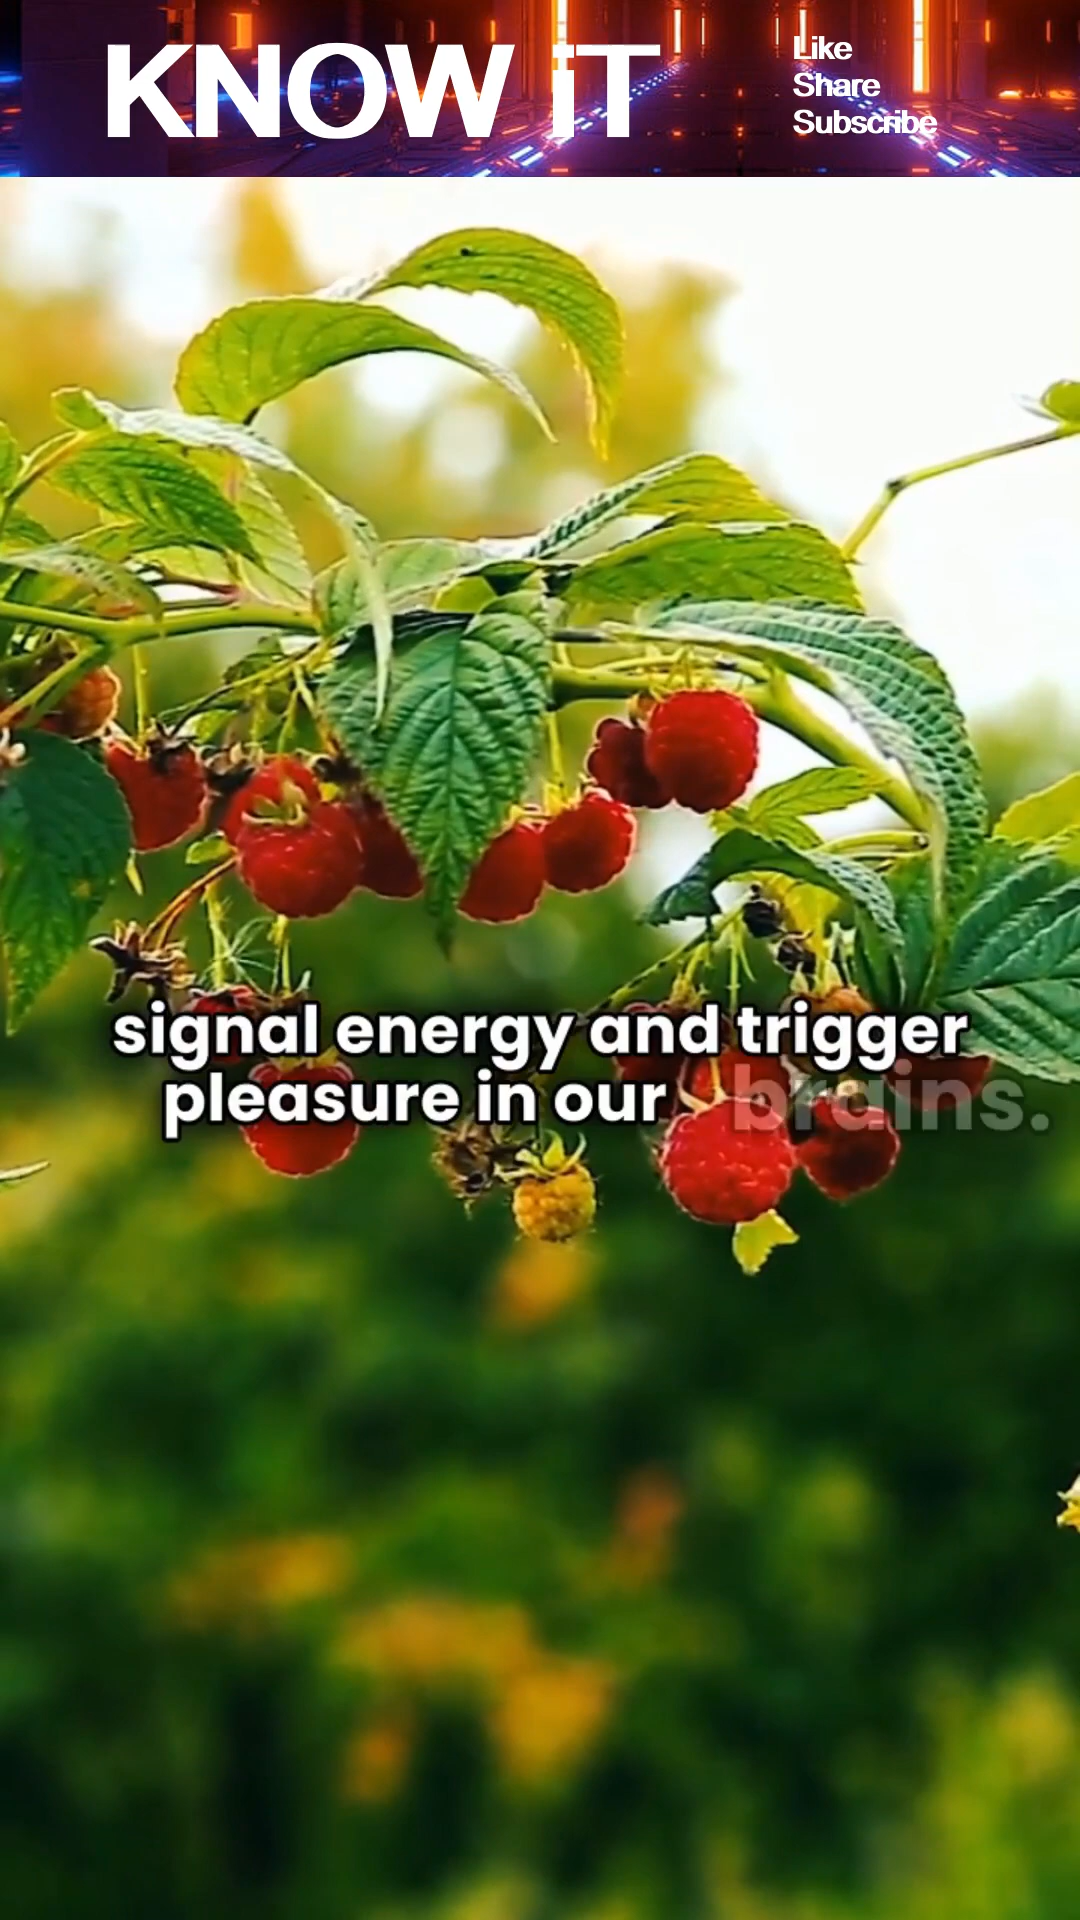 KNOW iT
Like
Share
Subscribe
signal energy and trigger
pleasure in our brains.